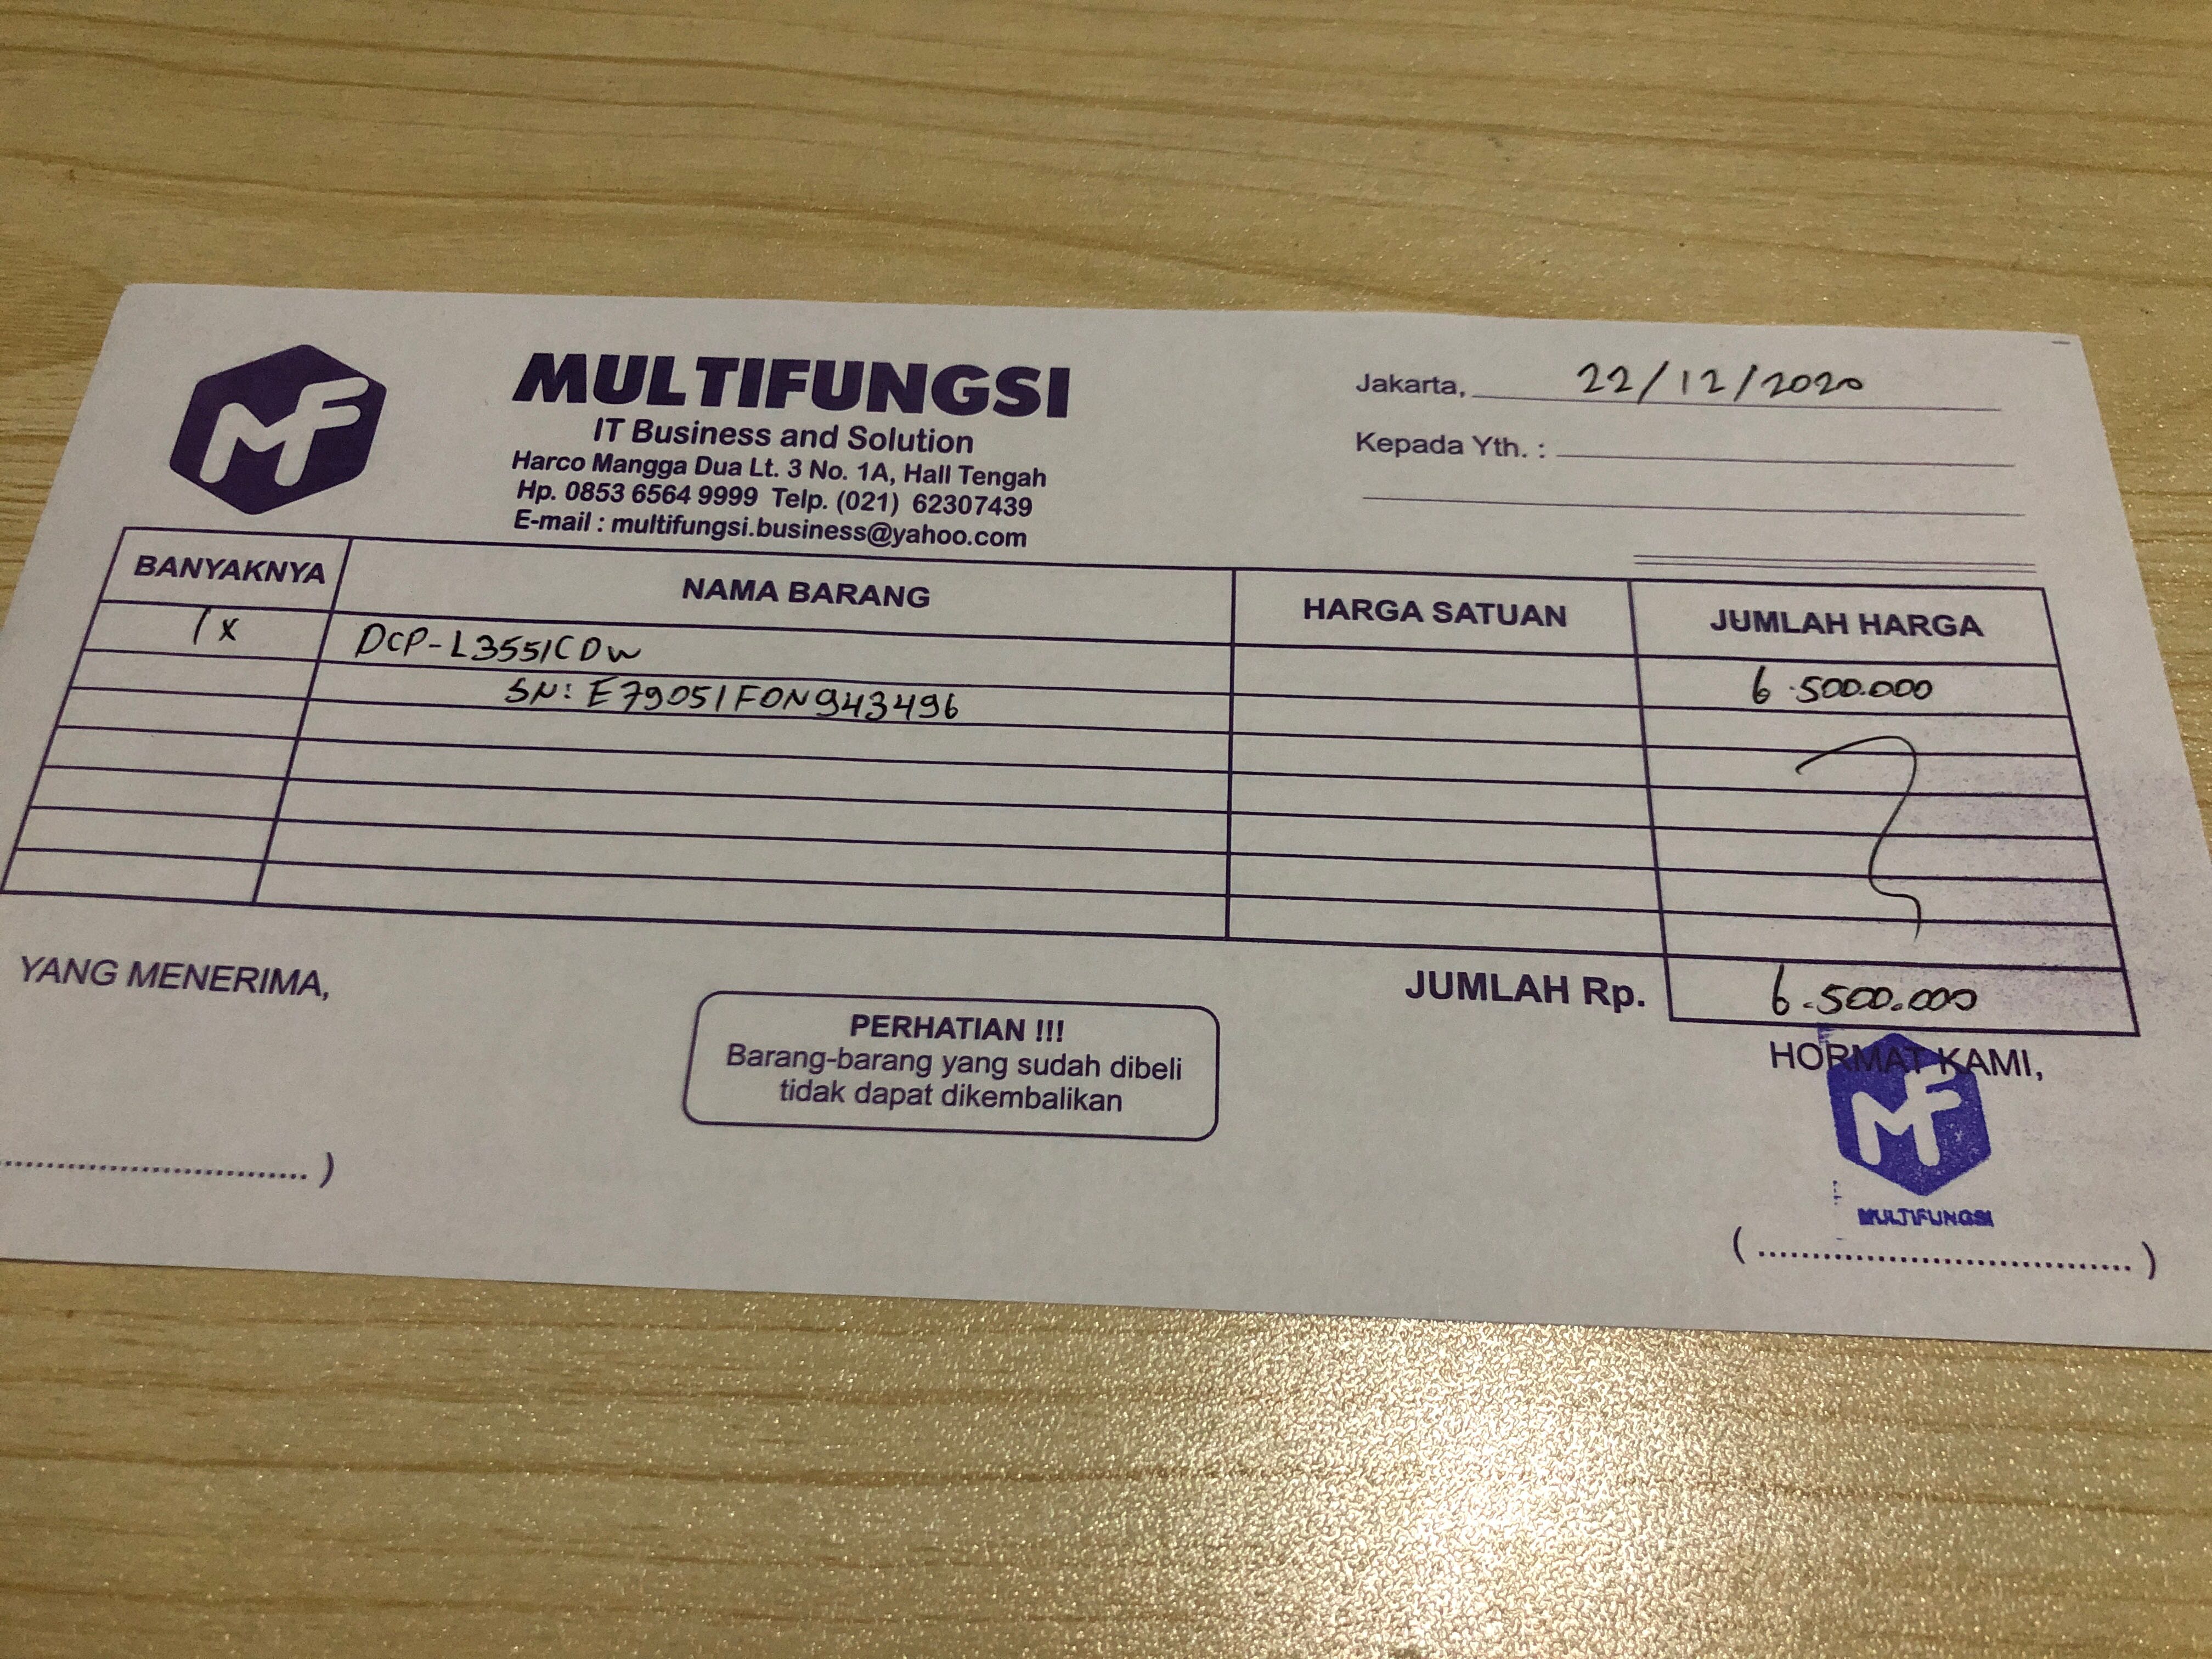 MF
MULTIFUNGSI
IT Business and Solution
Harco Mangga Dua Lt. 3 No. 1A, Hall Tengah
Hp. 0853 6564 9999 Telp. (021) 62307439
E-mail : multifungsi.business@yahoo.com
Jakarta, 22/12/2020
Kepada Yth. :
BANYAKNYA NAMA BARANG HARGA SATUAN JUMLAH HARGA
1x DCP-L3551CDW 6.500.000
SN: E79051F0N943496
JUMLAH Rp. 6.500.000
YANG MENERIMA,
PERHATIAN !!!
Barang-barang yang sudah dibeli
tidak dapat dikembalikan
HORMAT KAMI,
MF
MULTIFUNGSI
.............................. )
( .................................. )